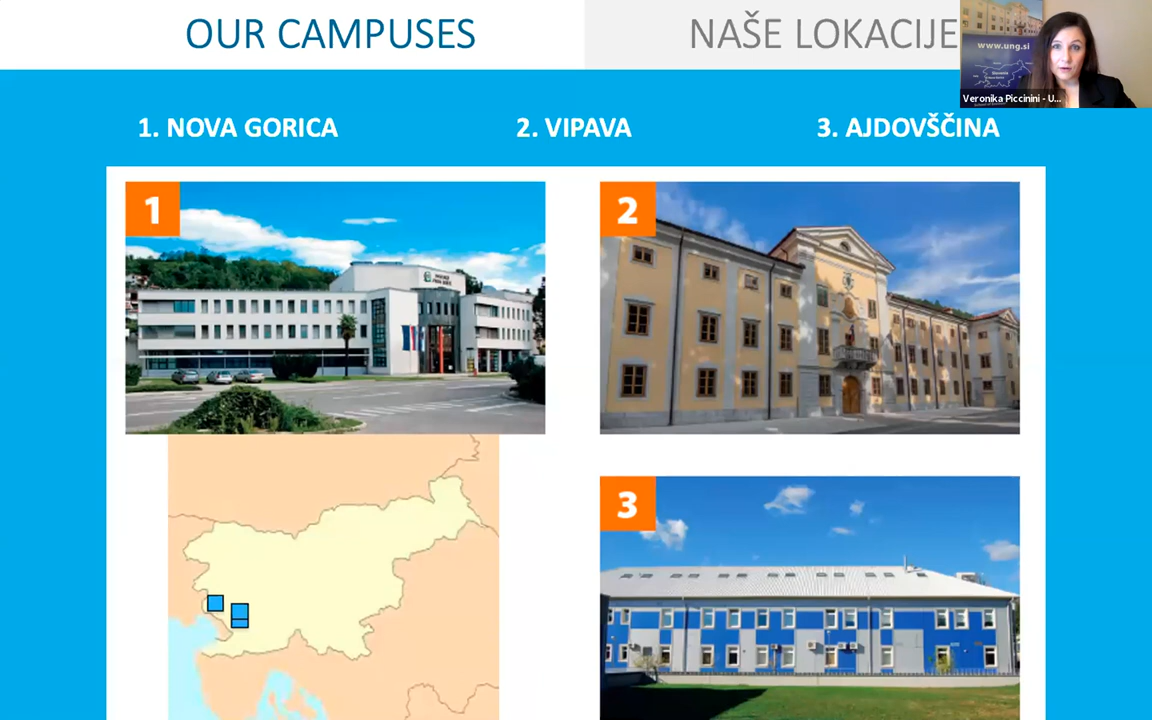 OUR CAMPUSES
NAŠE LOKACIJE
www.ung.si
Veronika Piccinini - U...
1. NOVA GORICA
2. VIPAVA
3. AJDOVŠČINA
1
2
3